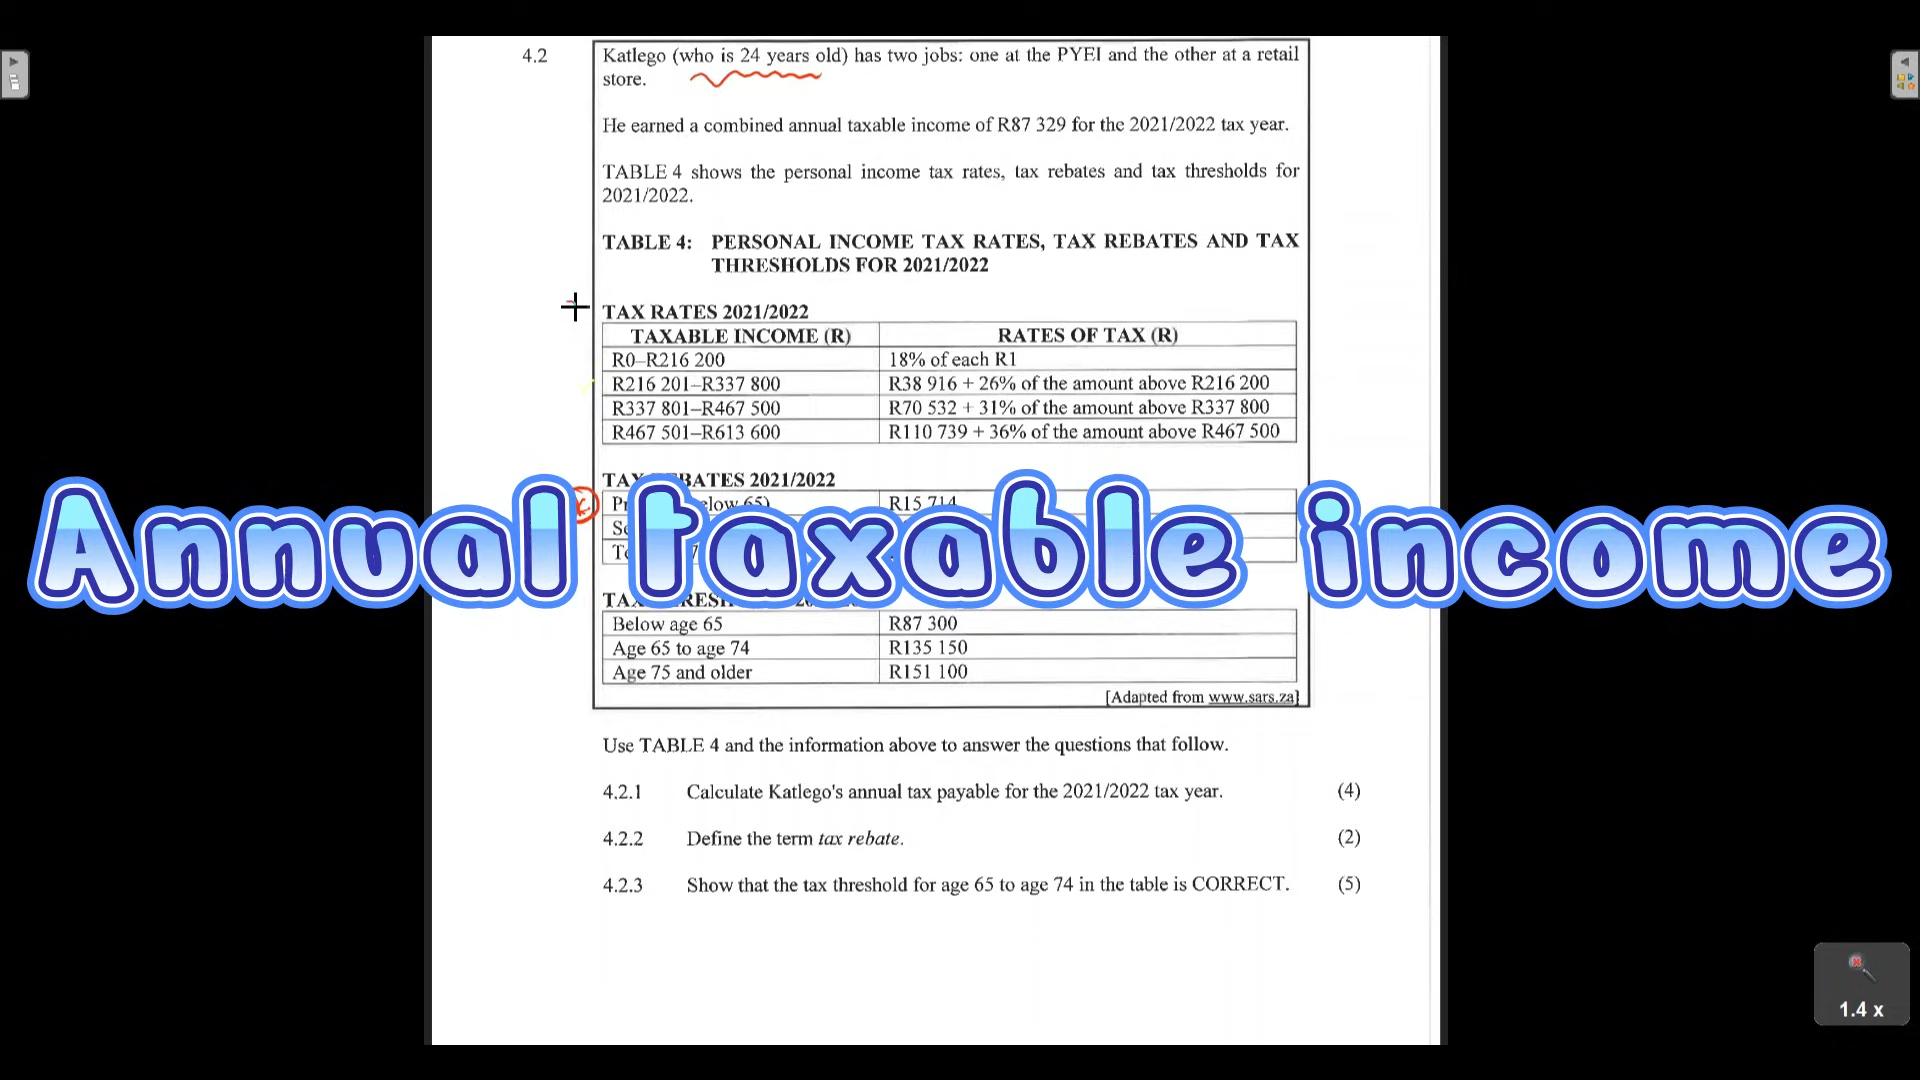 4.2 Katlego (who is 24 years old) has two jobs: one at the PYEI and the other at a retail
store.
He earned a combined annual taxable income of R87 329 for the 2021/2022 tax year.
TABLE 4 shows the personal income tax rates, tax rebates and tax thresholds for
2021/2022.
TABLE 4: PERSONAL INCOME TAX RATES, TAX REBATES AND TAX
THRESHOLDS FOR 2021/2022
TAX RATES 2021/2022
TAXABLE INCOME (R) RATES OF TAX (R)
R0–R216 200 18% of each R1
R216 201–R337 800 R38 916 + 26% of the amount above R216 200
R337 801–R467 500 R70 532 + 31% of the amount above R337 800
R467 501–R613 600 R110 739 + 36% of the amount above R467 500
2021/2022
65) R15 714
Annual taxable income
Below age 65 R87 300
Age 65 to age 74 R135 150
Age 75 and older R151 100
[Adapted from www.sars.za]
Use TABLE 4 and the information above to answer the questions that follow.
4.2.1 Calculate Katlego's annual tax payable for the 2021/2022 tax year. (4)
4.2.2 Define the term tax rebate. (2)
4.2.3 Show that the tax threshold for age 65 to age 74 in the table is CORRECT. (5)
1.4 x